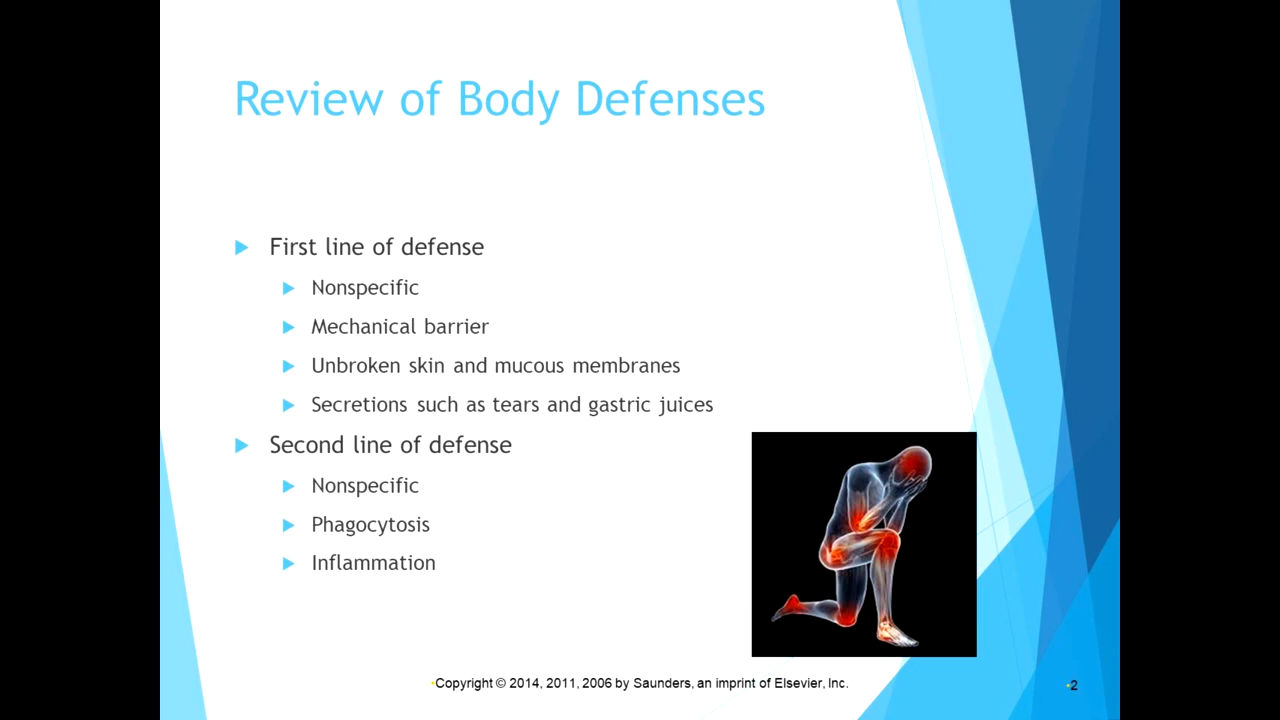 Review of Body Defenses
First line of defense
Nonspecific
Mechanical barrier
Unbroken skin and mucous membranes
Secretions such as tears and gastric juices
Second line of defense
Nonspecific
Phagocytosis
Inflammation
•Copyright © 2014, 2011, 2006 by Saunders, an imprint of Elsevier, Inc.
•2